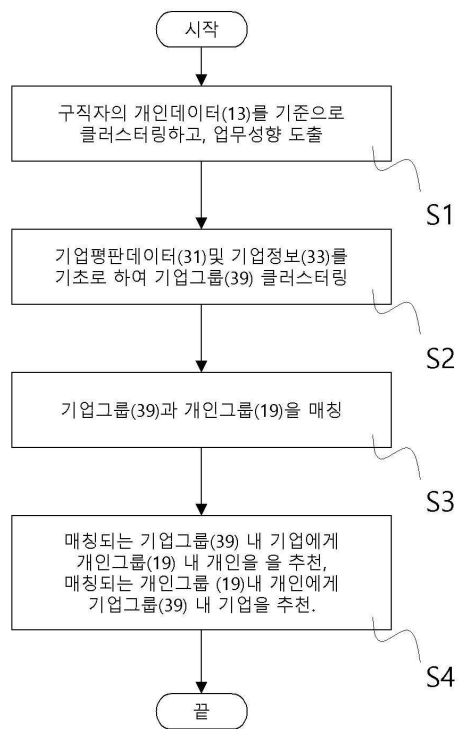 시작
구직자의 개인데이터(13)를 기준으로
클러스터링하고, 업무성향 도출
S1
기업평판데이터(31)및 기업정보(33)를
기초로 하여 기업그룹(39) 클러스터링
S2
기업그룹(39)과 개인그룹(19)을 매칭
S3
매칭되는 기업그룹(39) 내 기업에게
개인그룹(19) 내 개인을 을 추천,
매칭되는 개인그룹 (19)내 개인에게
기업그룹(39) 내 기업을 추천.
S4
끝